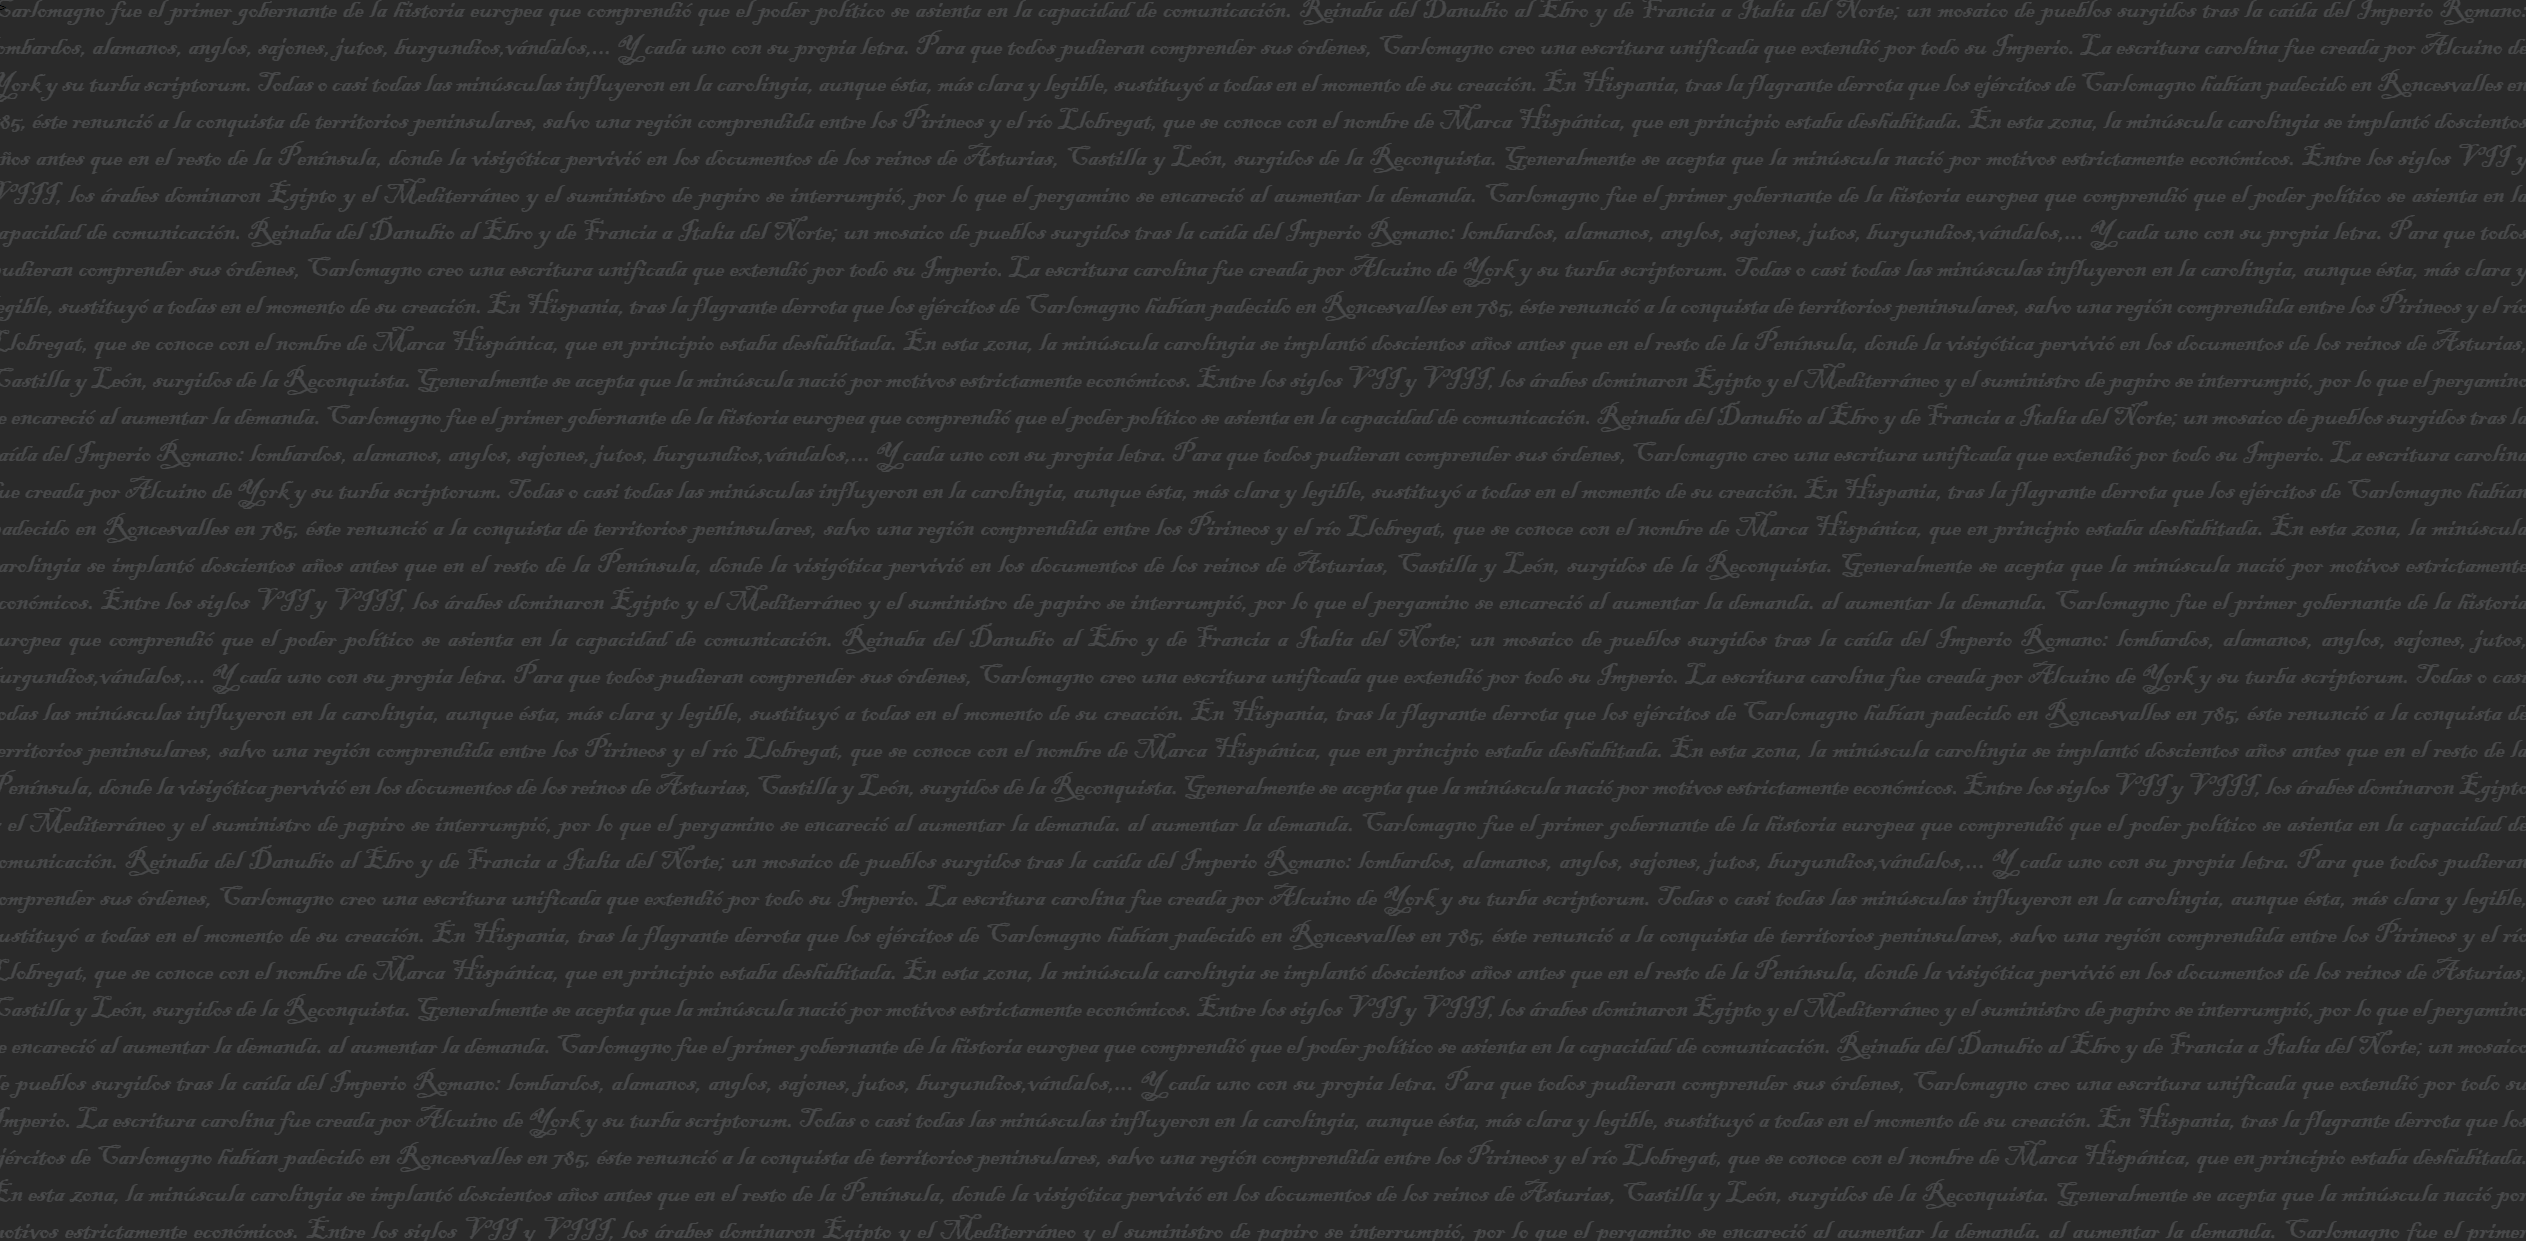 Carlomagno fue el primer gobernante de la historia europea que comprendió que el poder político se asienta en la capacidad de comunicación. Reinaba del Danubio al Ebro y de Francia a Italia del Norte; un mosaico de pueblos surgidos tras la caída del Imperio Romano:
ombardos, alamanos, anglos, sajones, jutos, burgundios,vándalos,... Y cada uno con su propia letra. Para que todos pudieran comprender sus órdenes, Carlomagno creo una escritura unificada que extendió por todo su Imperio. La escritura carolina fue creada por Alcuino de
York y su turba scriptorum. Todas o casi todas las minúsculas influyeron en la carolingia, aunque ésta, más clara y legible, sustituyó a todas en el momento de su creación. En Hispania, tras la flagrante derrota que los ejércitos de Carlomagno habían padecido en Roncesvalles en
85, éste renunció a la conquista de territorios peninsulares, salvo una región comprendida entre los Pirineos y el río Llobregat, que se conoce con el nombre de Marca Hispánica, que en principio estaba deshabitada. En esta zona, la minúscula carolingia se implantó doscientos
ños antes que en el resto de la Península, donde la visigótica pervivió en los documentos de los reinos de Asturias, Castilla y León, surgidos de la Reconquista. Generalmente se acepta que la minúscula nació por motivos estrictamente económicos. Entre los siglos VII y
VIII, los árabes dominaron Egipto y el Mediterráneo y el suministro de papiro se interrumpió, por lo que el pergamino se encareció al aumentar la demanda. Carlomagno fue el primer gobernante de la historia europea que comprendió que el poder político se asienta en la
apacidad de comunicación. Reinaba del Danubio al Ebro y de Francia a Italia del Norte; un mosaico de pueblos surgidos tras la caída del Imperio Romano: lombardos, alamanos, anglos, sajones, jutos, burgundios,vándalos,... Y cada uno con su propia letra. Para que todos
udieran comprender sus órdenes, Carlomagno creo una escritura unificada que extendió por todo su Imperio. La escritura carolina fue creada por Alcuino de York y su turba scriptorum. Todas o casi todas las minúsculas influyeron en la carolingia, aunque ésta, más clara y
egible, sustituyó a todas en el momento de su creación. En Hispania, tras la flagrante derrota que los ejércitos de Carlomagno habían padecido en Roncesvalles en 785, éste renunció a la conquista de territorios peninsulares, salvo una región comprendida entre los Pirineos y el río
Llobregat, que se conoce con el nombre de Marca Hispánica, que en principio estaba deshabitada. En esta zona, la minúscula carolingia se implantó doscientos años antes que en el resto de la Península, donde la visigótica pervivió en los documentos de los reinos de Asturias,
Castilla y León, surgidos de la Reconquista. Generalmente se acepta que la minúscula nació por motivos estrictamente económicos. Entre los siglos VII y VIII, los árabes dominaron Egipto y el Mediterráneo y el suministro de papiro se interrumpió, por lo que el pergamino
e encareció al aumentar la demanda. Carlomagno fue el primer gobernante de la historia europea que comprendió que el poder político se asienta en la capacidad de comunicación. Reinaba del Danubio al Ebro y de Francia a Italia del Norte; un mosaico de pueblos surgidos tras la
aída del Imperio Romano: lombardos, alamanos, anglos, sajones, jutos, burgundios,vándalos,... Y cada uno con su propia letra. Para que todos pudieran comprender sus órdenes, Carlomagno creo una escritura unificada que extendió por todo su Imperio. La escritura carolina
ue creada por Alcuino de York y su turba scriptorum. Todas o casi todas las minúsculas influyeron en la carolingia, aunque ésta, más clara y legible, sustituyó a todas en el momento de su creación. En Hispania, tras la flagrante derrota que los ejércitos de Carlomagno habían
adecido en Roncesvalles en 785, éste renunció a la conquista de territorios peninsulares, salvo una región comprendida entre los Pirineos y el río Llobregat, que se conoce con el nombre de Marca Hispánica, que en principio estaba deshabitada. En esta zona, la minúscula
arolingia se implantó doscientos años antes que en el resto de la Península, donde la visigótica pervivió en los documentos de los reinos de Asturias, Castilla y León, surgidos de la Reconquista. Generalmente se acepta que la minúscula nació por motivos estrictamente
conómicos. Entre los siglos VII y VIII, los árabes dominaron Egipto y el Mediterráneo y el suministro de papiro se interrumpió, por lo que el pergamino se encareció al aumentar la demanda. al aumentar la demanda. Carlomagno fue el primer gobernante de la historia
uropea que comprendió que el poder político se asienta en la capacidad de comunicación. Reinaba del Danubio al Ebro y de Francia a Italia del Norte; un mosaico de pueblos surgidos tras la caída del Imperio Romano: lombardos, alamanos, anglos, sajones, jutos,
urgundios,vándalos,... Y cada uno con su propia letra. Para que todos pudieran comprender sus órdenes, Carlomagno creo una escritura unificada que extendió por todo su Imperio. La escritura carolina fue creada por Alcuino de York y su turba scriptorum. Todas o casi
odas las minúsculas influyeron en la carolingia, aunque ésta, más clara y legible, sustituyó a todas en el momento de su creación. En Hispania, tras la flagrante derrota que los ejércitos de Carlomagno habían padecido en Roncesvalles en 785, éste renunció a la conquista de
erritorios peninsulares, salvo una región comprendida entre los Pirineos y el río Llobregat, que se conoce con el nombre de Marca Hispánica, que en principio estaba deshabitada. En esta zona, la minúscula carolingia se implantó doscientos años antes que en el resto de la
Península, donde la visigótica pervivió en los documentos de los reinos de Asturias, Castilla y León, surgidos de la Reconquista. Generalmente se acepta que la minúscula nació por motivos estrictamente económicos. Entre los siglos VII y VIII, los árabes dominaron Egipto
y el Mediterráneo y el suministro de papiro se interrumpió, por lo que el pergamino se encareció al aumentar la demanda. al aumentar la demanda. Carlomagno fue el primer gobernante de la historia europea que comprendió que el poder político se asienta en la capacidad de
omunicación. Reinaba del Danubio al Ebro y de Francia a Italia del Norte; un mosaico de pueblos surgidos tras la caída del Imperio Romano: lombardos, alamanos, anglos, sajones, jutos, burgundios,vándalos,... Y cada uno con su propia letra. Para que todos pudieran
omprender sus órdenes, Carlomagno creo una escritura unificada que extendió por todo su Imperio. La escritura carolina fue creada por Alcuino de York y su turba scriptorum. Todas o casi todas las minúsculas influyeron en la carolingia, aunque ésta, más clara y legible,
ustituyó a todas en el momento de su creación. En Hispania, tras la flagrante derrota que los ejércitos de Carlomagno habían padecido en Roncesvalles en 785, éste renunció a la conquista de territorios peninsulares, salvo una región comprendida entre los Pirineos y el río
Llobregat, que se conoce con el nombre de Marca Hispánica, que en principio estaba deshabitada. En esta zona, la minúscula carolingia se implantó doscientos años antes que en el resto de la Península, donde la visigótica pervivió en los documentos de los reinos de Asturias,
Castilla y León, surgidos de la Reconquista. Generalmente se acepta que la minúscula nació por motivos estrictamente económicos. Entre los siglos VII y VIII, los árabes dominaron Egipto y el Mediterráneo y el suministro de papiro se interrumpió, por lo que el pergamino
e encareció al aumentar la demanda. al aumentar la demanda. Carlomagno fue el primer gobernante de la historia europea que comprendió que el poder político se asienta en la capacidad de comunicación. Reinaba del Danubio al Ebro y de Francia a Italia del Norte; un mosaico
e pueblos surgidos tras la caída del Imperio Romano: lombardos, alamanos, anglos, sajones, jutos, burgundios,vándalos,... Y cada uno con su propia letra. Para que todos pudieran comprender sus órdenes, Carlomagno creo una escritura unificada que extendió por todo su
Imperio. La escritura carolina fue creada por Alcuino de York y su turba scriptorum. Todas o casi todas las minúsculas influyeron en la carolingia, aunque ésta, más clara y legible, sustituyó a todas en el momento de su creación. En Hispania, tras la flagrante derrota que los
jércitos de Carlomagno habían padecido en Roncesvalles en 785, éste renunció a la conquista de territorios peninsulares, salvo una región comprendida entre los Pirineos y el río Llobregat, que se conoce con el nombre de Marca Hispánica, que en principio estaba deshabitada.
En esta zona, la minúscula carolingia se implantó doscientos años antes que en el resto de la Península, donde la visigótica pervivió en los documentos de los reinos de Asturias, Castilla y León, surgidos de la Reconquista. Generalmente se acepta que la minúscula nació por
motivos estrictamente económicos. Entre los siglos VII y VIII, los árabes dominaron Egipto y el Mediterráneo y el suministro de papiro se interrumpió, por lo que el pergamino se encareció al aumentar la demanda. al aumentar la demanda. Carlomagno fue el primer